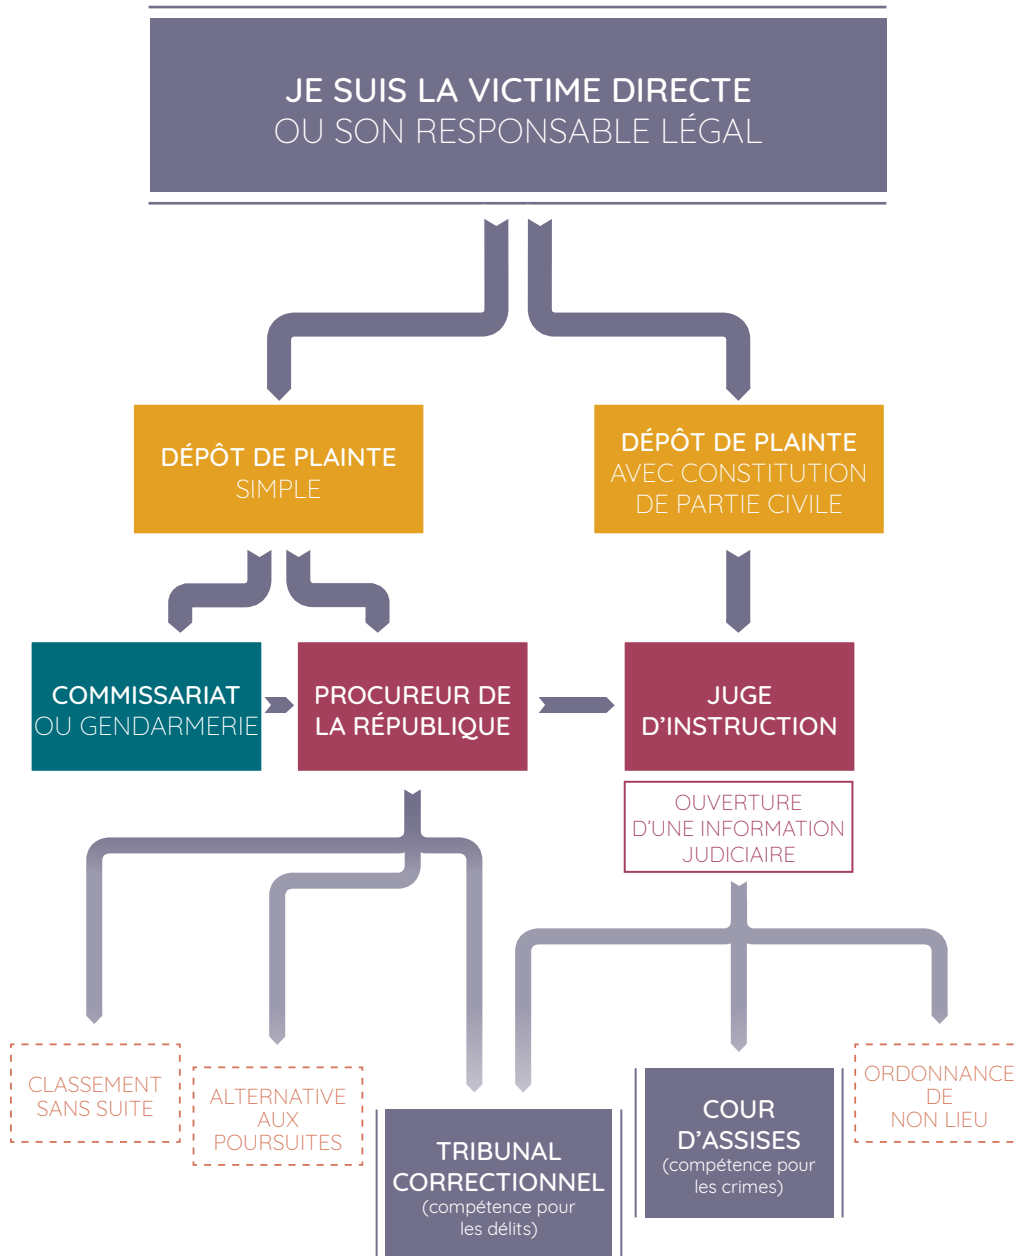 JE SUIS LA VICTIME DIRECTE
OU SON RESPONSABLE LÉGAL
DÉPÔT DE PLAINTE
SIMPLE
DÉPÔT DE PLAINTE
AVEC CONSTITUTION
DE PARTIE CIVILE
COMMISSARIAT
OU GENDARMERIE
PROCUREUR DE
LA RÉPUBLIQUE
JUGE
D’INSTRUCTION
OUVERTURE
D’UNE INFORMATION
JUDICIAIRE
CLASSEMENT
SANS SUITE
ALTERNATIVE
AUX
POURSUITES
TRIBUNAL
CORRECTIONNEL
(compétence pour
les délits)
COUR
D’ASSISES
(compétence pour
les crimes)
ORDONNANCE
DE
NON LIEU